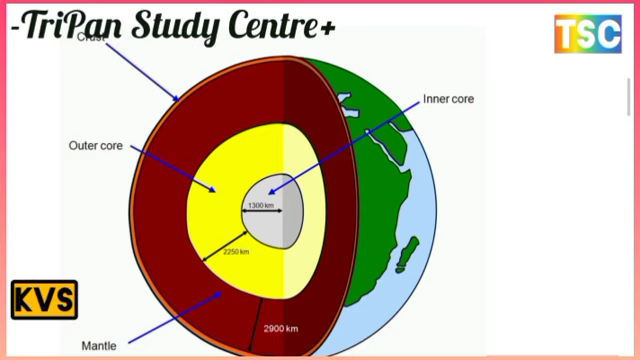 -TriPan Study Centre+
TSC
Crust
Inner core
Outer core
1300 km
2250 km
KVS
2900 km
Mantle